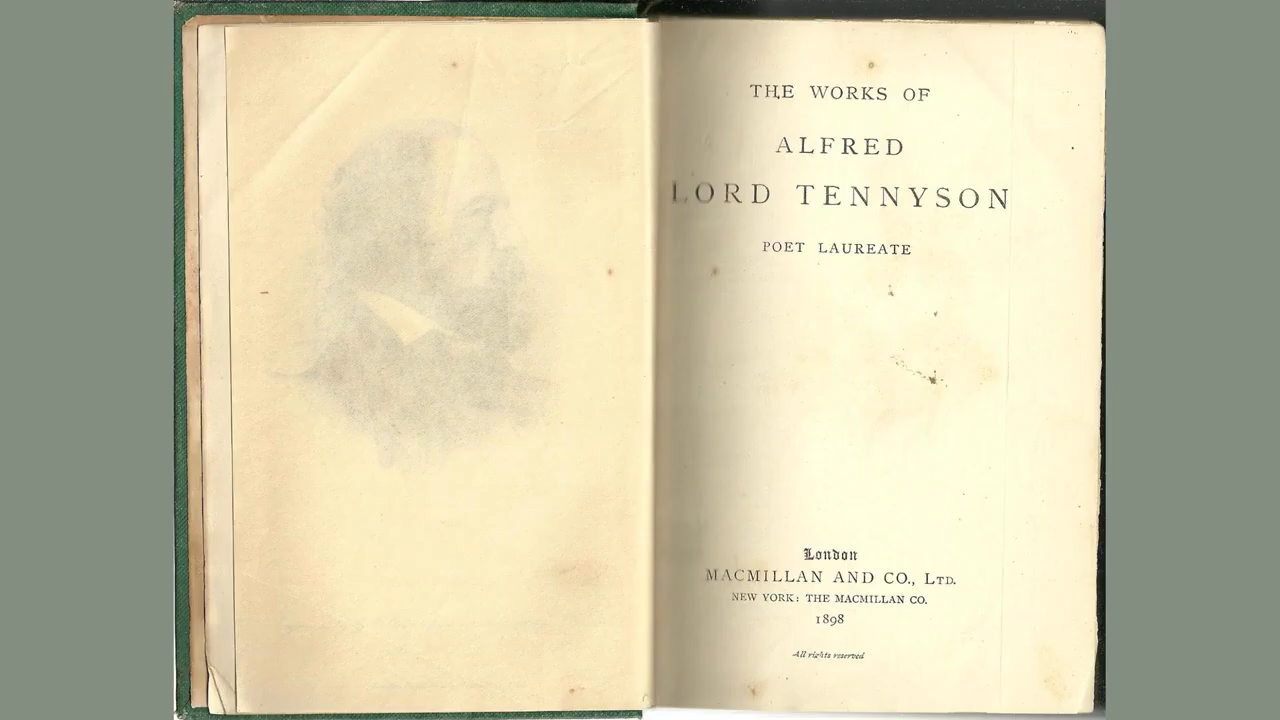 THE WORKS OF
ALFRED
LORD TENNYSON
POET LAUREATE
London
MACMILLAN AND CO., LTD.
NEW YORK: THE MACMILLAN CO.
1898
All rights reserved